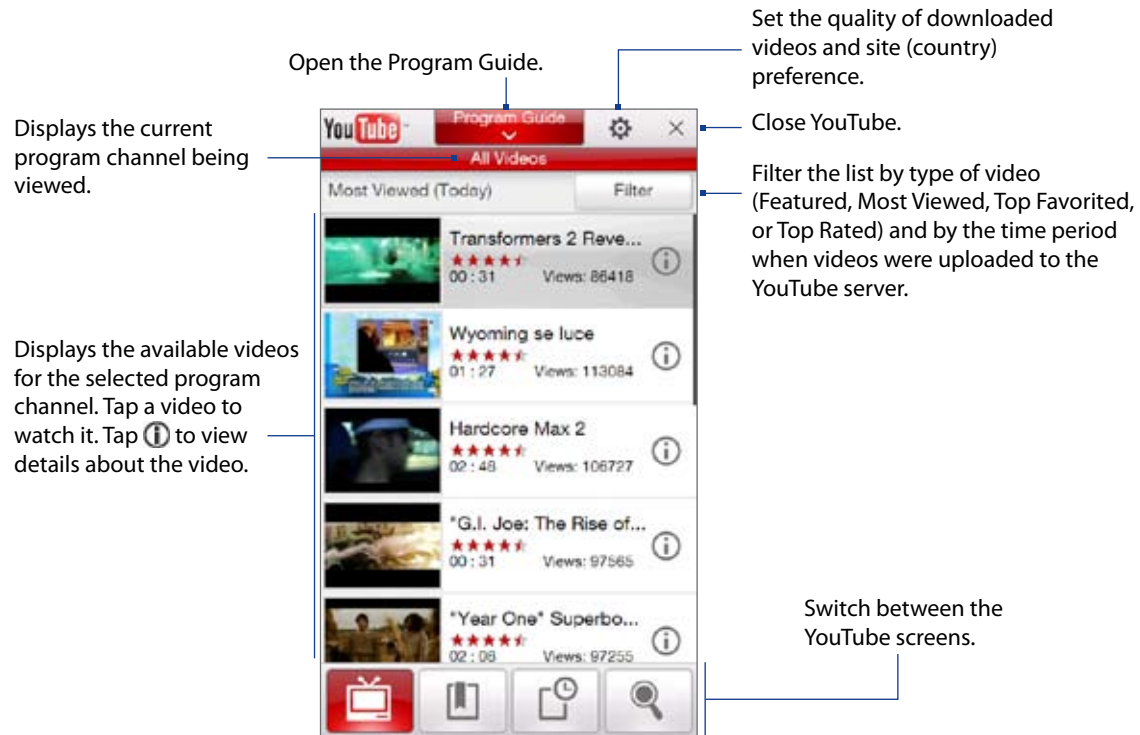 Set the quality of downloaded
videos and site (country)
preference.
Open the Program Guide.
Displays the current
program channel being
viewed.
Close YouTube.
Filter the list by type of video
(Featured, Most Viewed, Top Favorited,
or Top Rated) and by the time period
when videos were uploaded to the
YouTube server.
Displays the available videos
for the selected program
channel. Tap a video to
watch it. Tap to view
details about the video.
Switch between the
YouTube screens.
YouTube
Program Guide
All Videos
Most Viewed (Today)
Filter
Transformers 2 Reve...
00 : 31 Views: 86418
Wyoming se luce
01 : 27 Views: 113084
Hardcore Max 2
02 : 48 Views: 106727
"G.I. Joe: The Rise of...
00 : 31 Views: 97565
"Year One" Superbo...
02 : 08 Views: 97255